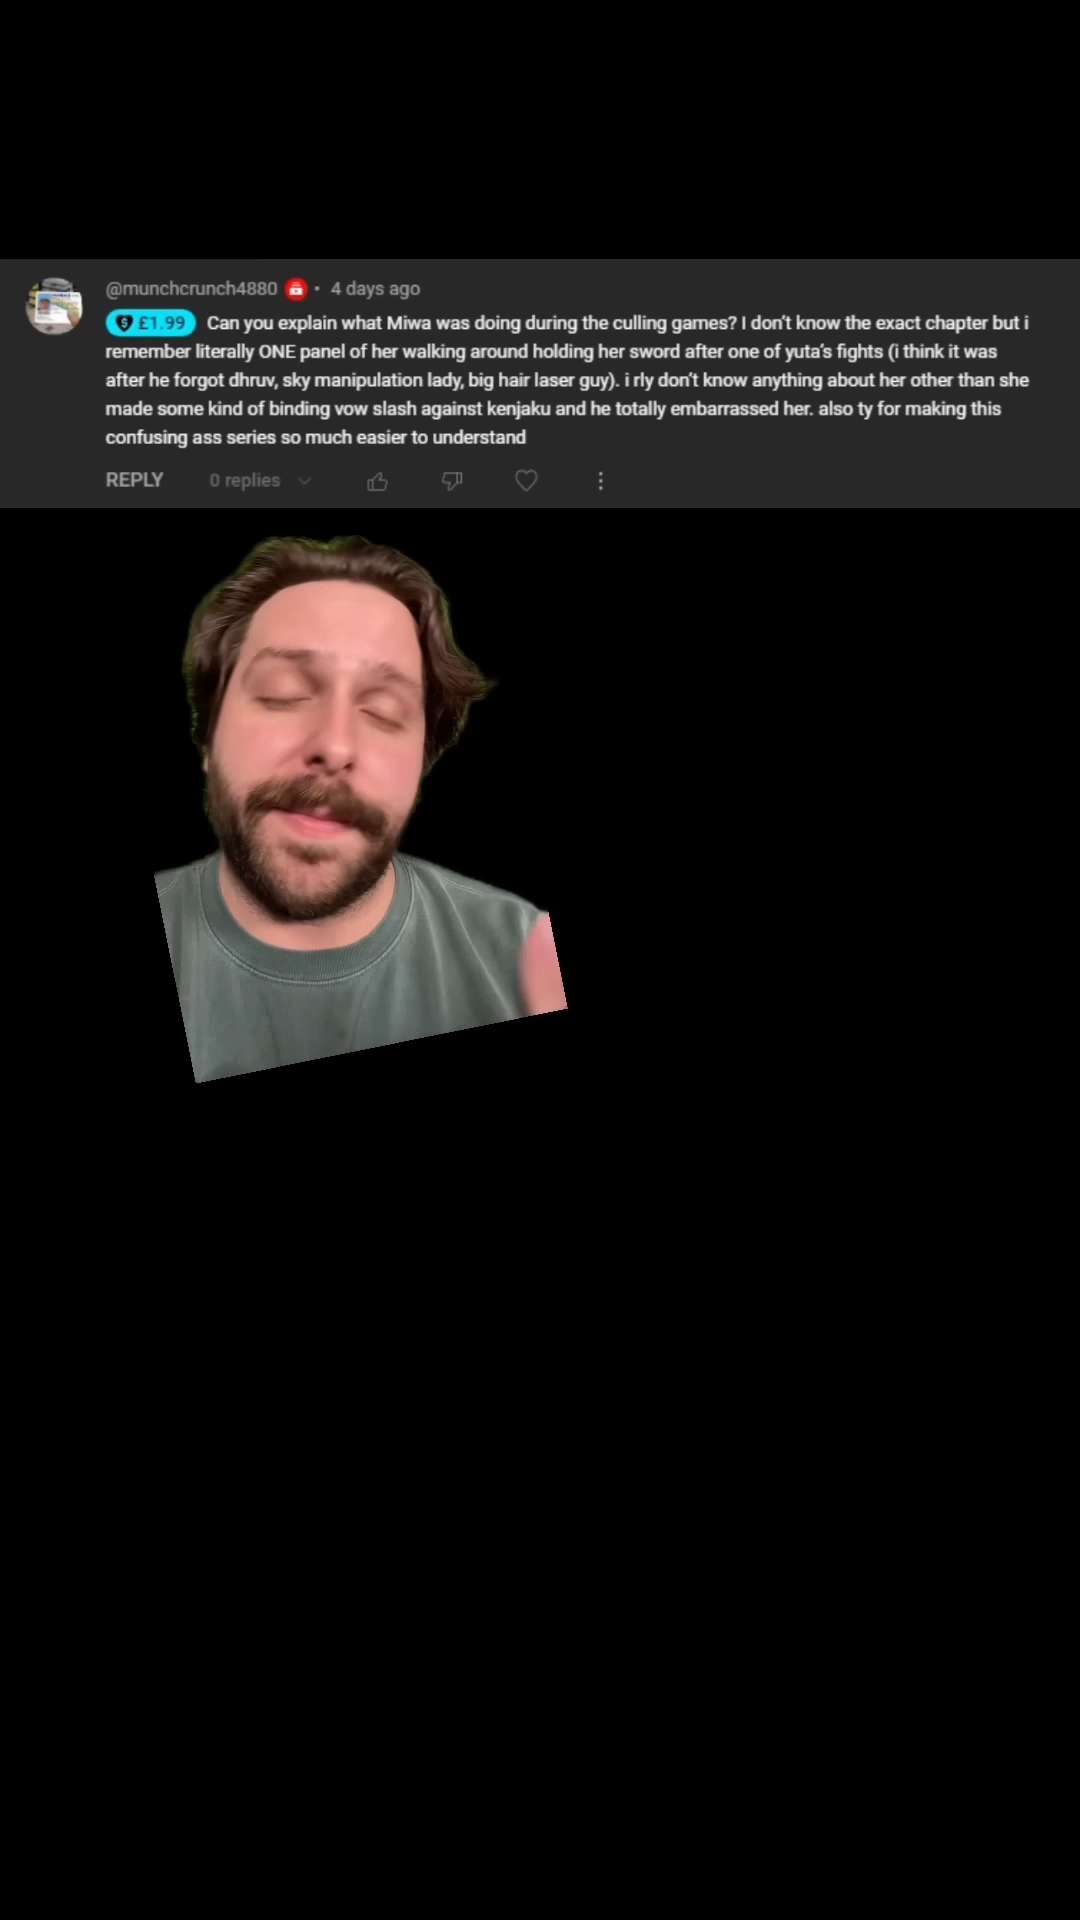 @munchcrunch4880 • 4 days ago
£1.99 Can you explain what Miwa was doing during the culling games? I don't know the exact chapter but i
remember literally ONE panel of her walking around holding her sword after one of yuta's fights (i think it was
after he forgot dhruv, sky manipulation lady, big hair laser guy). i rly don't know anything about her other than she
made some kind of binding vow slash against kenjaku and he totally embarrassed her. also ty for making this
confusing ass series so much easier to understand
REPLY 0 replies